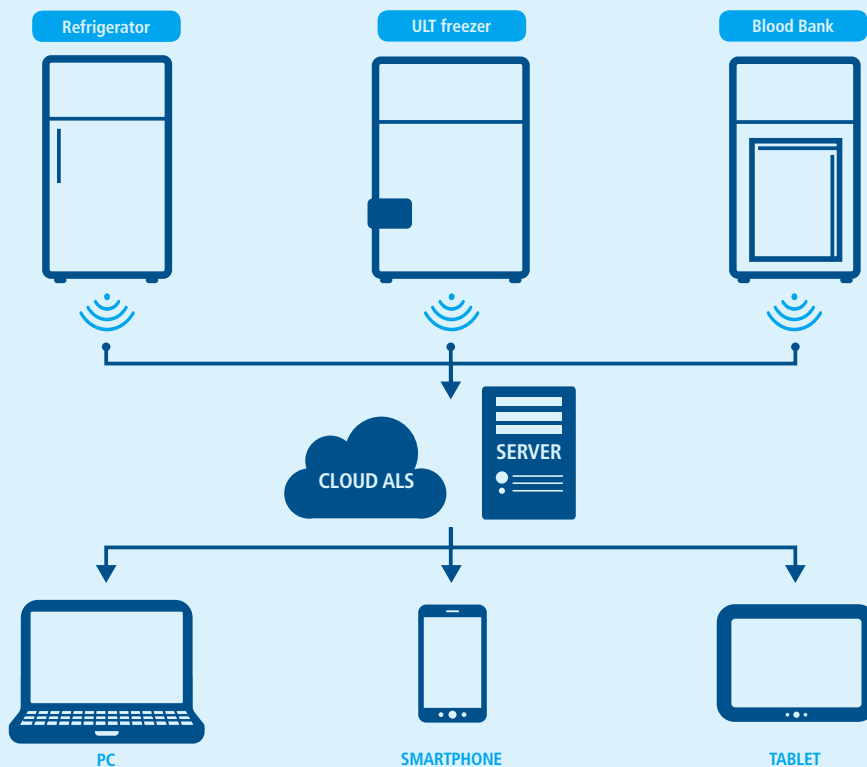 Refrigerator
ULT freezer
Blood Bank
CLOUD ALS
SERVER
PC
SMARTPHONE
TABLET